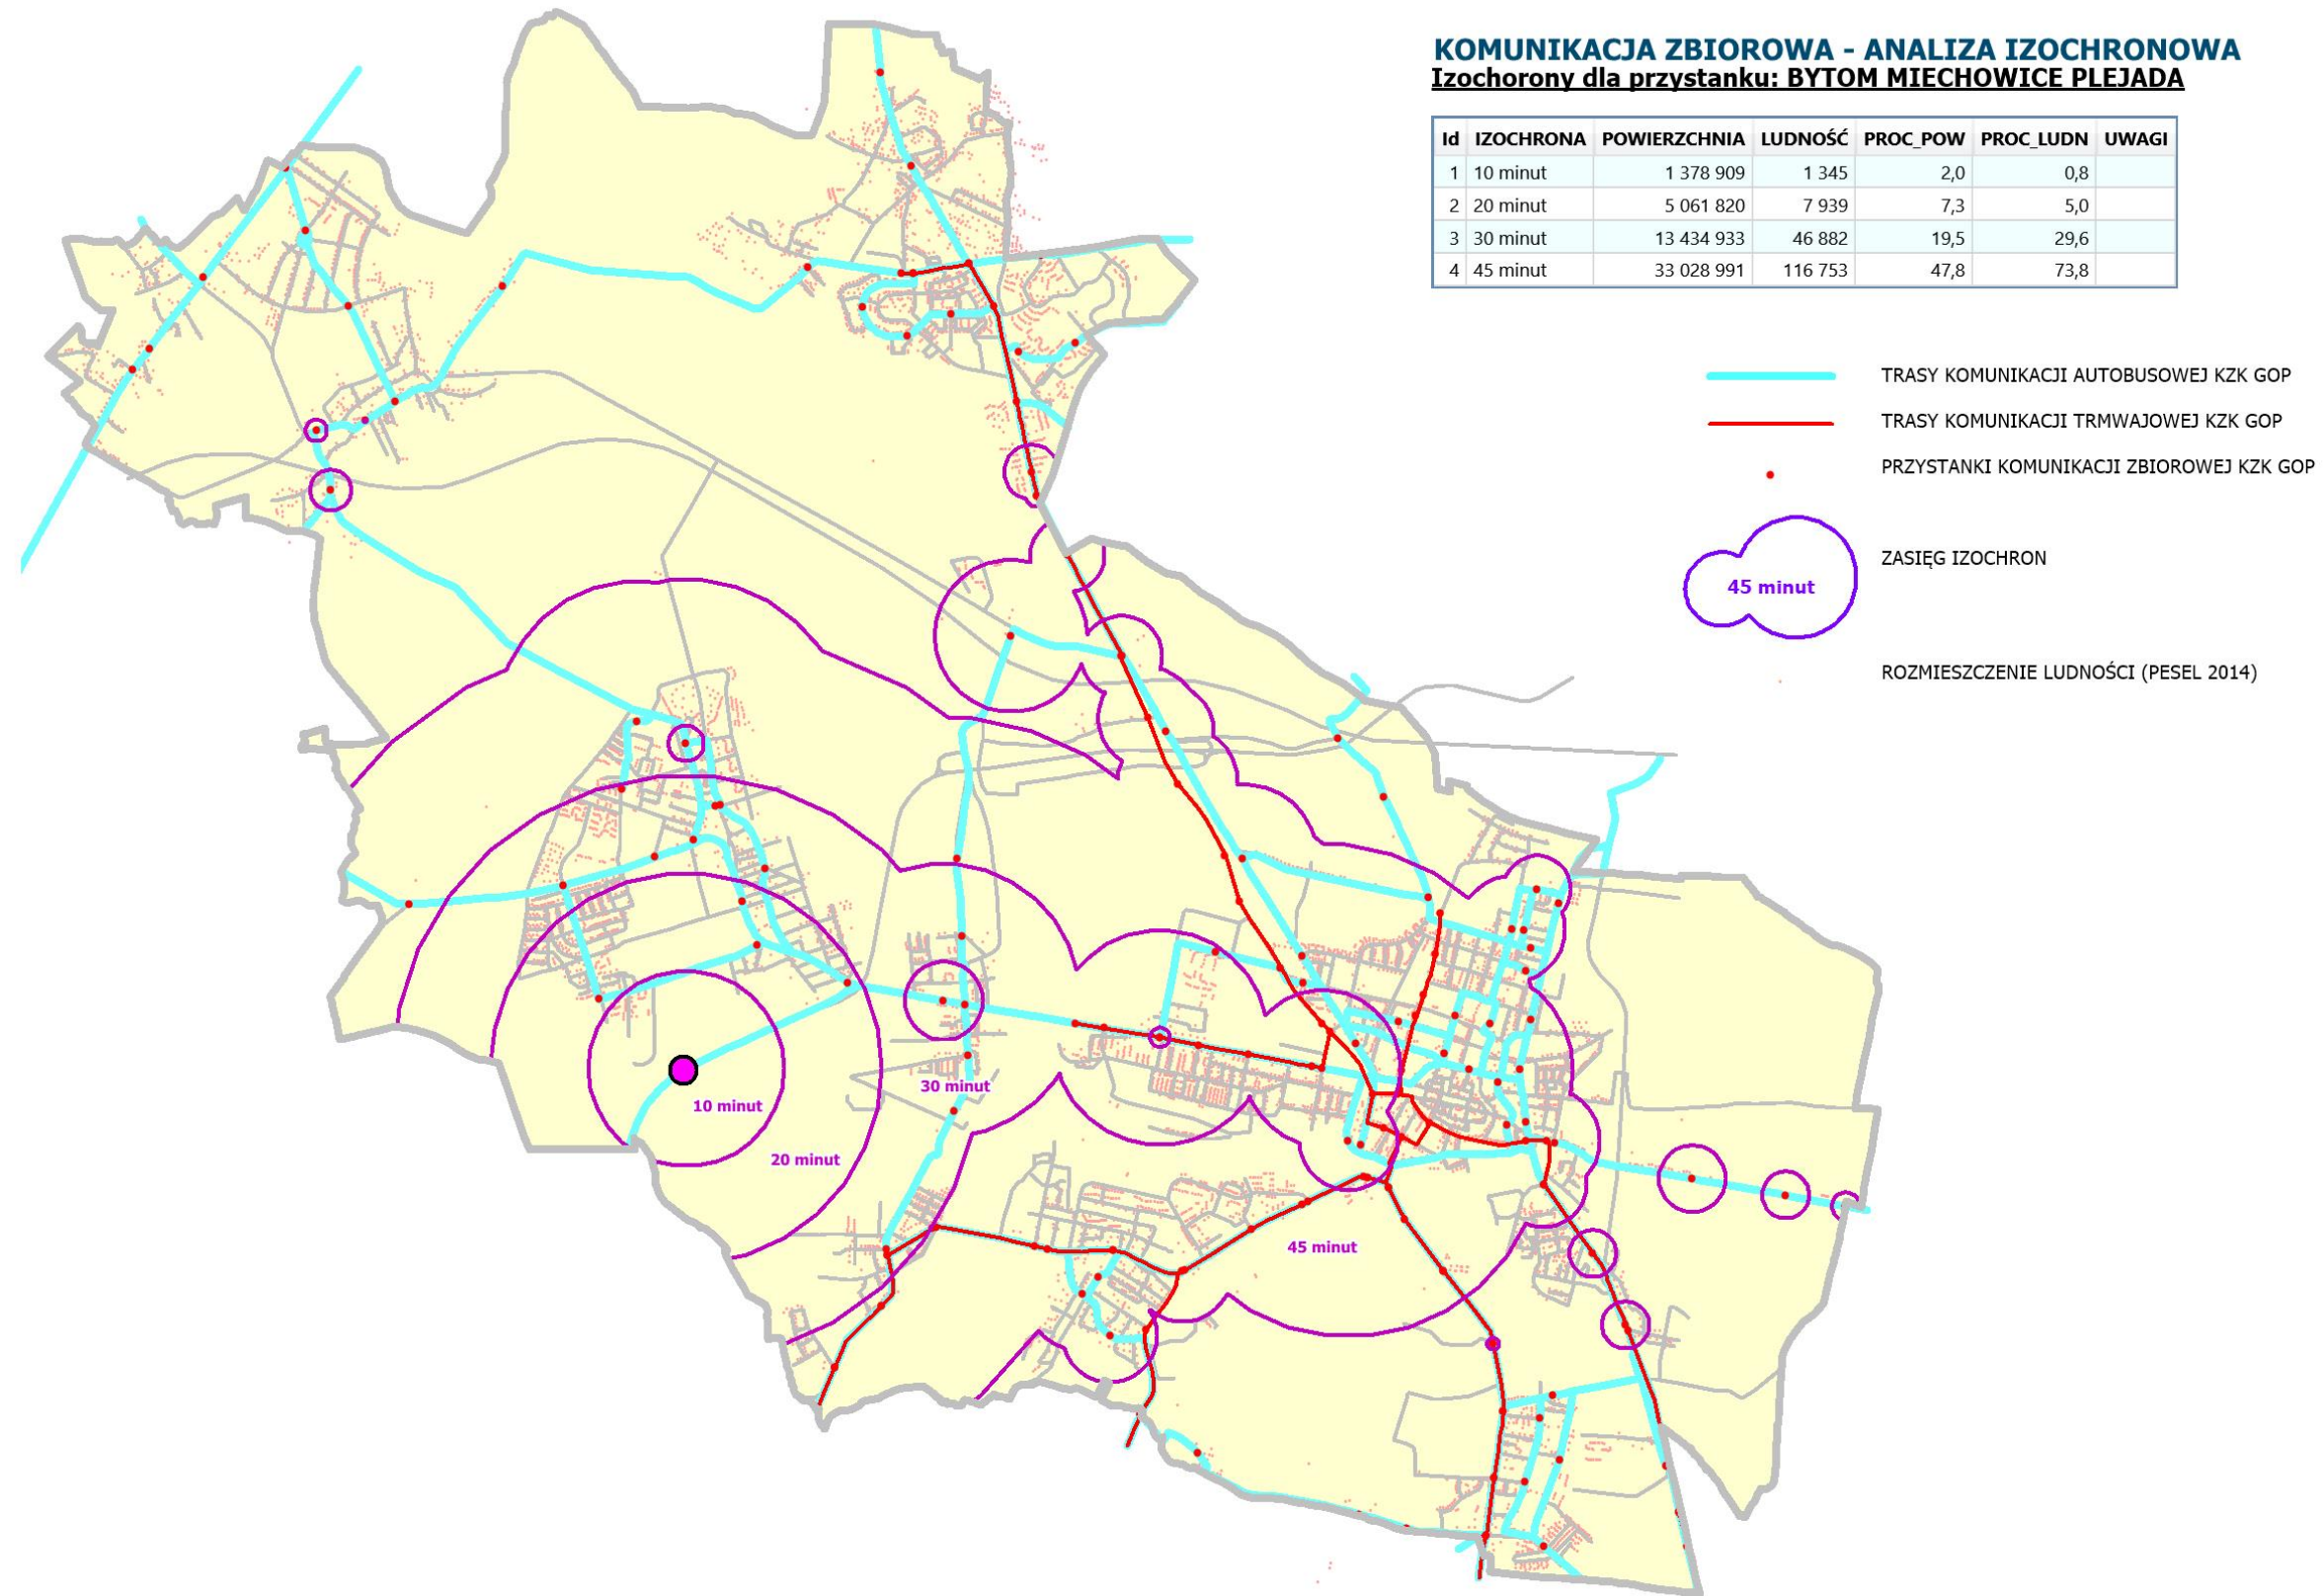 KOMUNIKACJA ZBIOROWA - ANALIZA IZOCHRONOWA
Izochorony dla przystanku: BYTOM MIECHOWICE PLEJADA
Id IZOCHRONA POWIERZCHNIA LUDNOŚĆ PROC_POW PROC_LUDN UWAGI
1 10 minut 1 378 909 1 345 2,0 0,8
2 20 minut 5 061 820 7 939 7,3 5,0
3 30 minut 13 434 933 46 882 19,5 29,6
4 45 minut 33 028 991 116 753 47,8 73,8
TRASY KOMUNIKACJI AUTOBUSOWEJ KZK GOP
TRASY KOMUNIKACJI TRMWAJOWEJ KZK GOP
PRZYSTANKI KOMUNIKACJI ZBIOROWEJ KZK GOP
45 minut
ZASIĘG IZOCHRON
ROZMIESZCZENIE LUDNOŚCI (PESEL 2014)
30 minut
10 minut
20 minut
45 minut